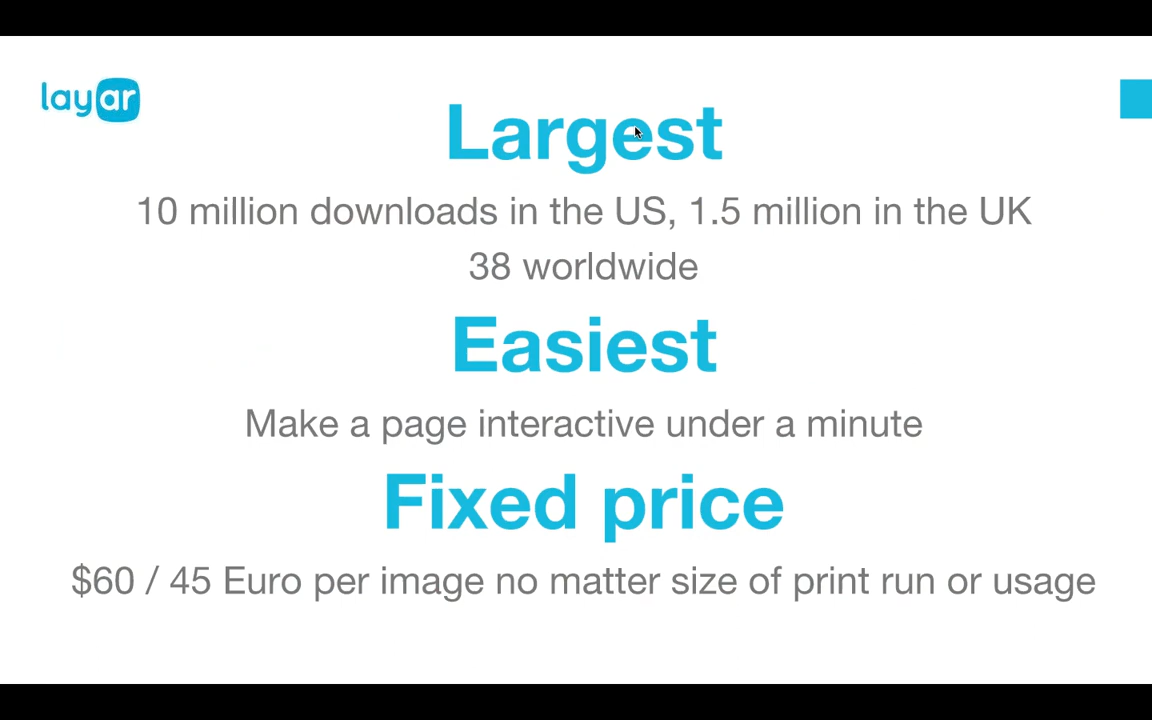 layar
Largest
10 million downloads in the US, 1.5 million in the UK
38 worldwide
Easiest
Make a page interactive under a minute
Fixed price
$60 / 45 Euro per image no matter size of print run or usage